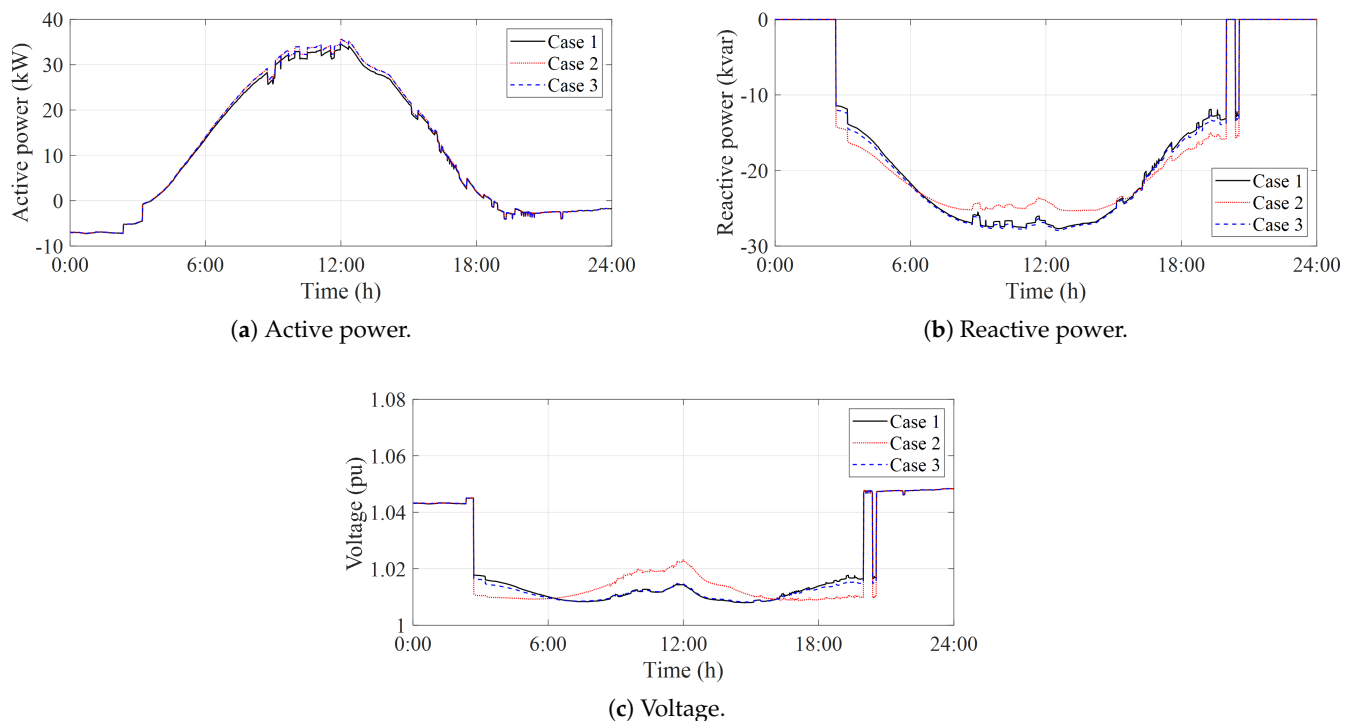 Active power (kW)
40
30
20
10
0
-10
0:00 6:00 12:00 18:00 24:00
Time (h)
Case 1
Case 2
Case 3
(a) Active power.
Reactive power (kvar)
0
-10
-20
-30
0:00 6:00 12:00 18:00 24:00
Time (h)
Case 1
Case 2
Case 3
(b) Reactive power.
Voltage (pu)
1.08
1.06
1.04
1.02
1
0:00 6:00 12:00 18:00 24:00
Time (h)
Case 1
Case 2
Case 3
(c) Voltage.